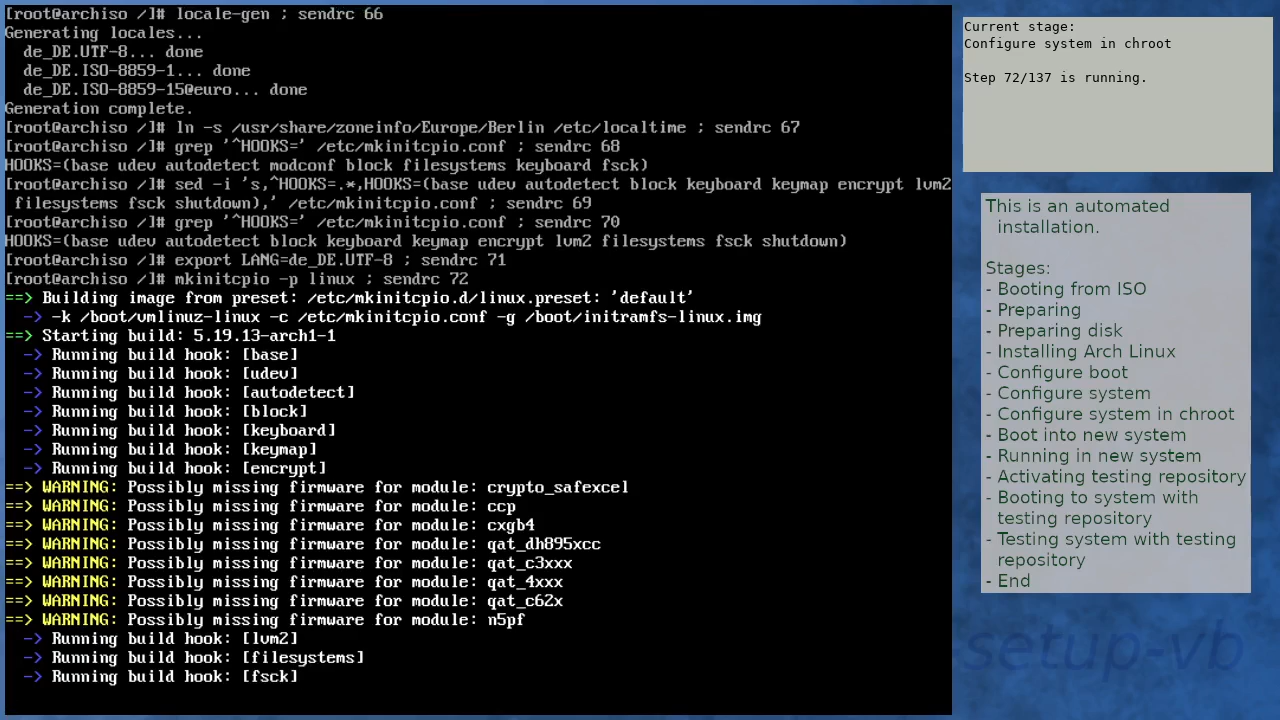 [root@archiso /]# locale-gen ; sendrc 66
Generating locales...
  de_DE.UTF-8... done
  de_DE.ISO-8859-1... done
  de_DE.ISO-8859-15@euro... done
Generation complete.
[root@archiso /]# ln -s /usr/share/zoneinfo/Europe/Berlin /etc/localtime ; sendrc 67
[root@archiso /]# grep '^HOOKS=' /etc/mkinitcpio.conf ; sendrc 68
HOOKS=(base udev autodetect modconf block filesystems keyboard fsck)
[root@archiso /]# sed -i 's,^HOOKS=.*,HOOKS=(base udev autodetect block keyboard keymap encrypt lvm2
 filesystems fsck shutdown),' /etc/mkinitcpio.conf ; sendrc 69
[root@archiso /]# grep '^HOOKS=' /etc/mkinitcpio.conf ; sendrc 70
HOOKS=(base udev autodetect block keyboard keymap encrypt lvm2 filesystems fsck shutdown)
[root@archiso /]# export LANG=de_DE.UTF-8 ; sendrc 71
[root@archiso /]# mkinitcpio -p linux ; sendrc 72
==> Building image from preset: /etc/mkinitcpio.d/linux.preset: 'default'
  -> -k /boot/vmlinuz-linux -c /etc/mkinitcpio.conf -g /boot/initramfs-linux.img
==> Starting build: 5.19.13-arch1-1
  -> Running build hook: [base]
  -> Running build hook: [udev]
  -> Running build hook: [autodetect]
  -> Running build hook: [block]
  -> Running build hook: [keyboard]
  -> Running build hook: [keymap]
  -> Running build hook: [encrypt]
==> WARNING: Possibly missing firmware for module: crypto_safexcel
==> WARNING: Possibly missing firmware for module: ccp
==> WARNING: Possibly missing firmware for module: cxgb4
==> WARNING: Possibly missing firmware for module: qat_dh895xcc
==> WARNING: Possibly missing firmware for module: qat_c3xxx
==> WARNING: Possibly missing firmware for module: qat_4xxx
==> WARNING: Possibly missing firmware for module: qat_c62x
==> WARNING: Possibly missing firmware for module: n5pf
  -> Running build hook: [lvm2]
  -> Running build hook: [filesystems]
  -> Running build hook: [fsck]
Current stage:
Configure system in chroot
Step 72/137 is running.
This is an automated
installation.
Stages:
- Booting from ISO
- Preparing
- Preparing disk
- Installing Arch Linux
- Configure boot
- Configure system
- Configure system in chroot
- Boot into new system
- Running in new system
- Activating testing repository
- Booting to system with
testing repository
- Testing system with testing
repository
- End
setup-vb